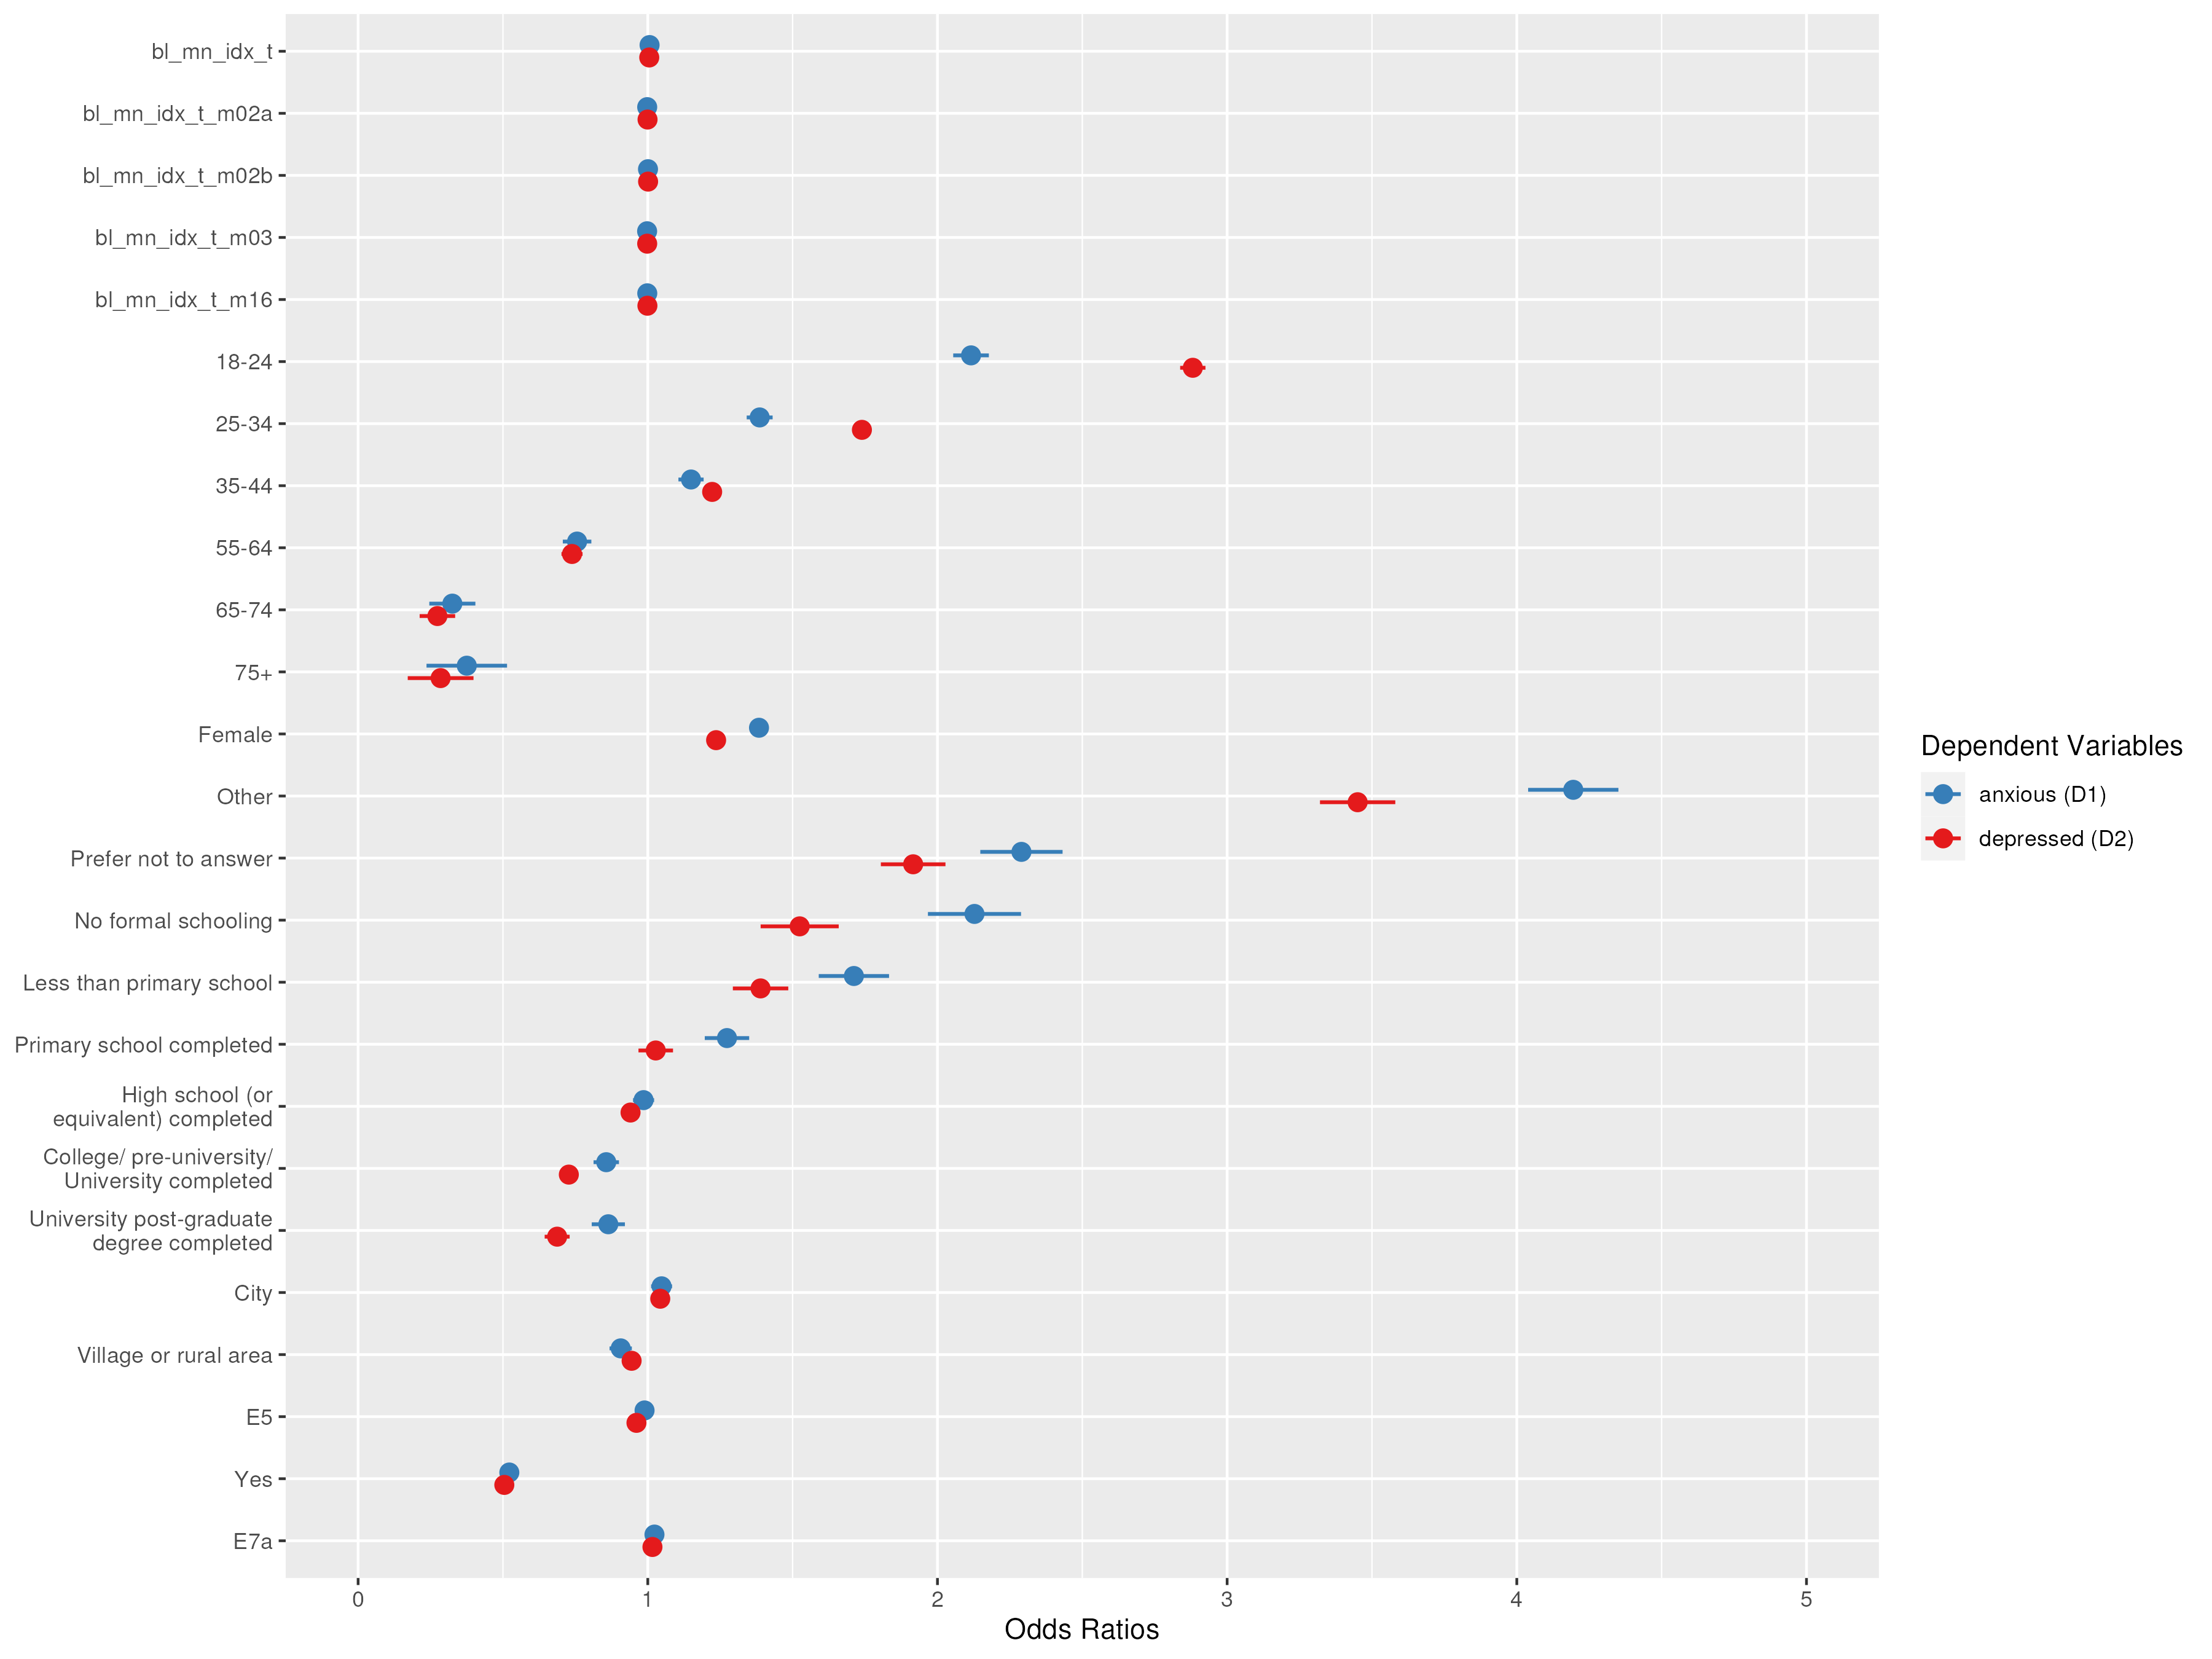 bl_mn_idx_t
bl_mn_idx_t_m02a
bl_mn_idx_t_m02b
bl_mn_idx_t_m03
bl_mn_idx_t_m16
18-24
25-34
35-44
55-64
65-74
75+
Female
Other
Prefer not to answer
No formal schooling
Less than primary school
Primary school completed
High school (or
equivalent) completed
College/ pre-university/
University completed
University post-graduate
degree completed
City
Village or rural area
E5
Yes
E7a
0 1 2 3 4 5
Odds Ratios
Dependent Variables
anxious (D1)
depressed (D2)